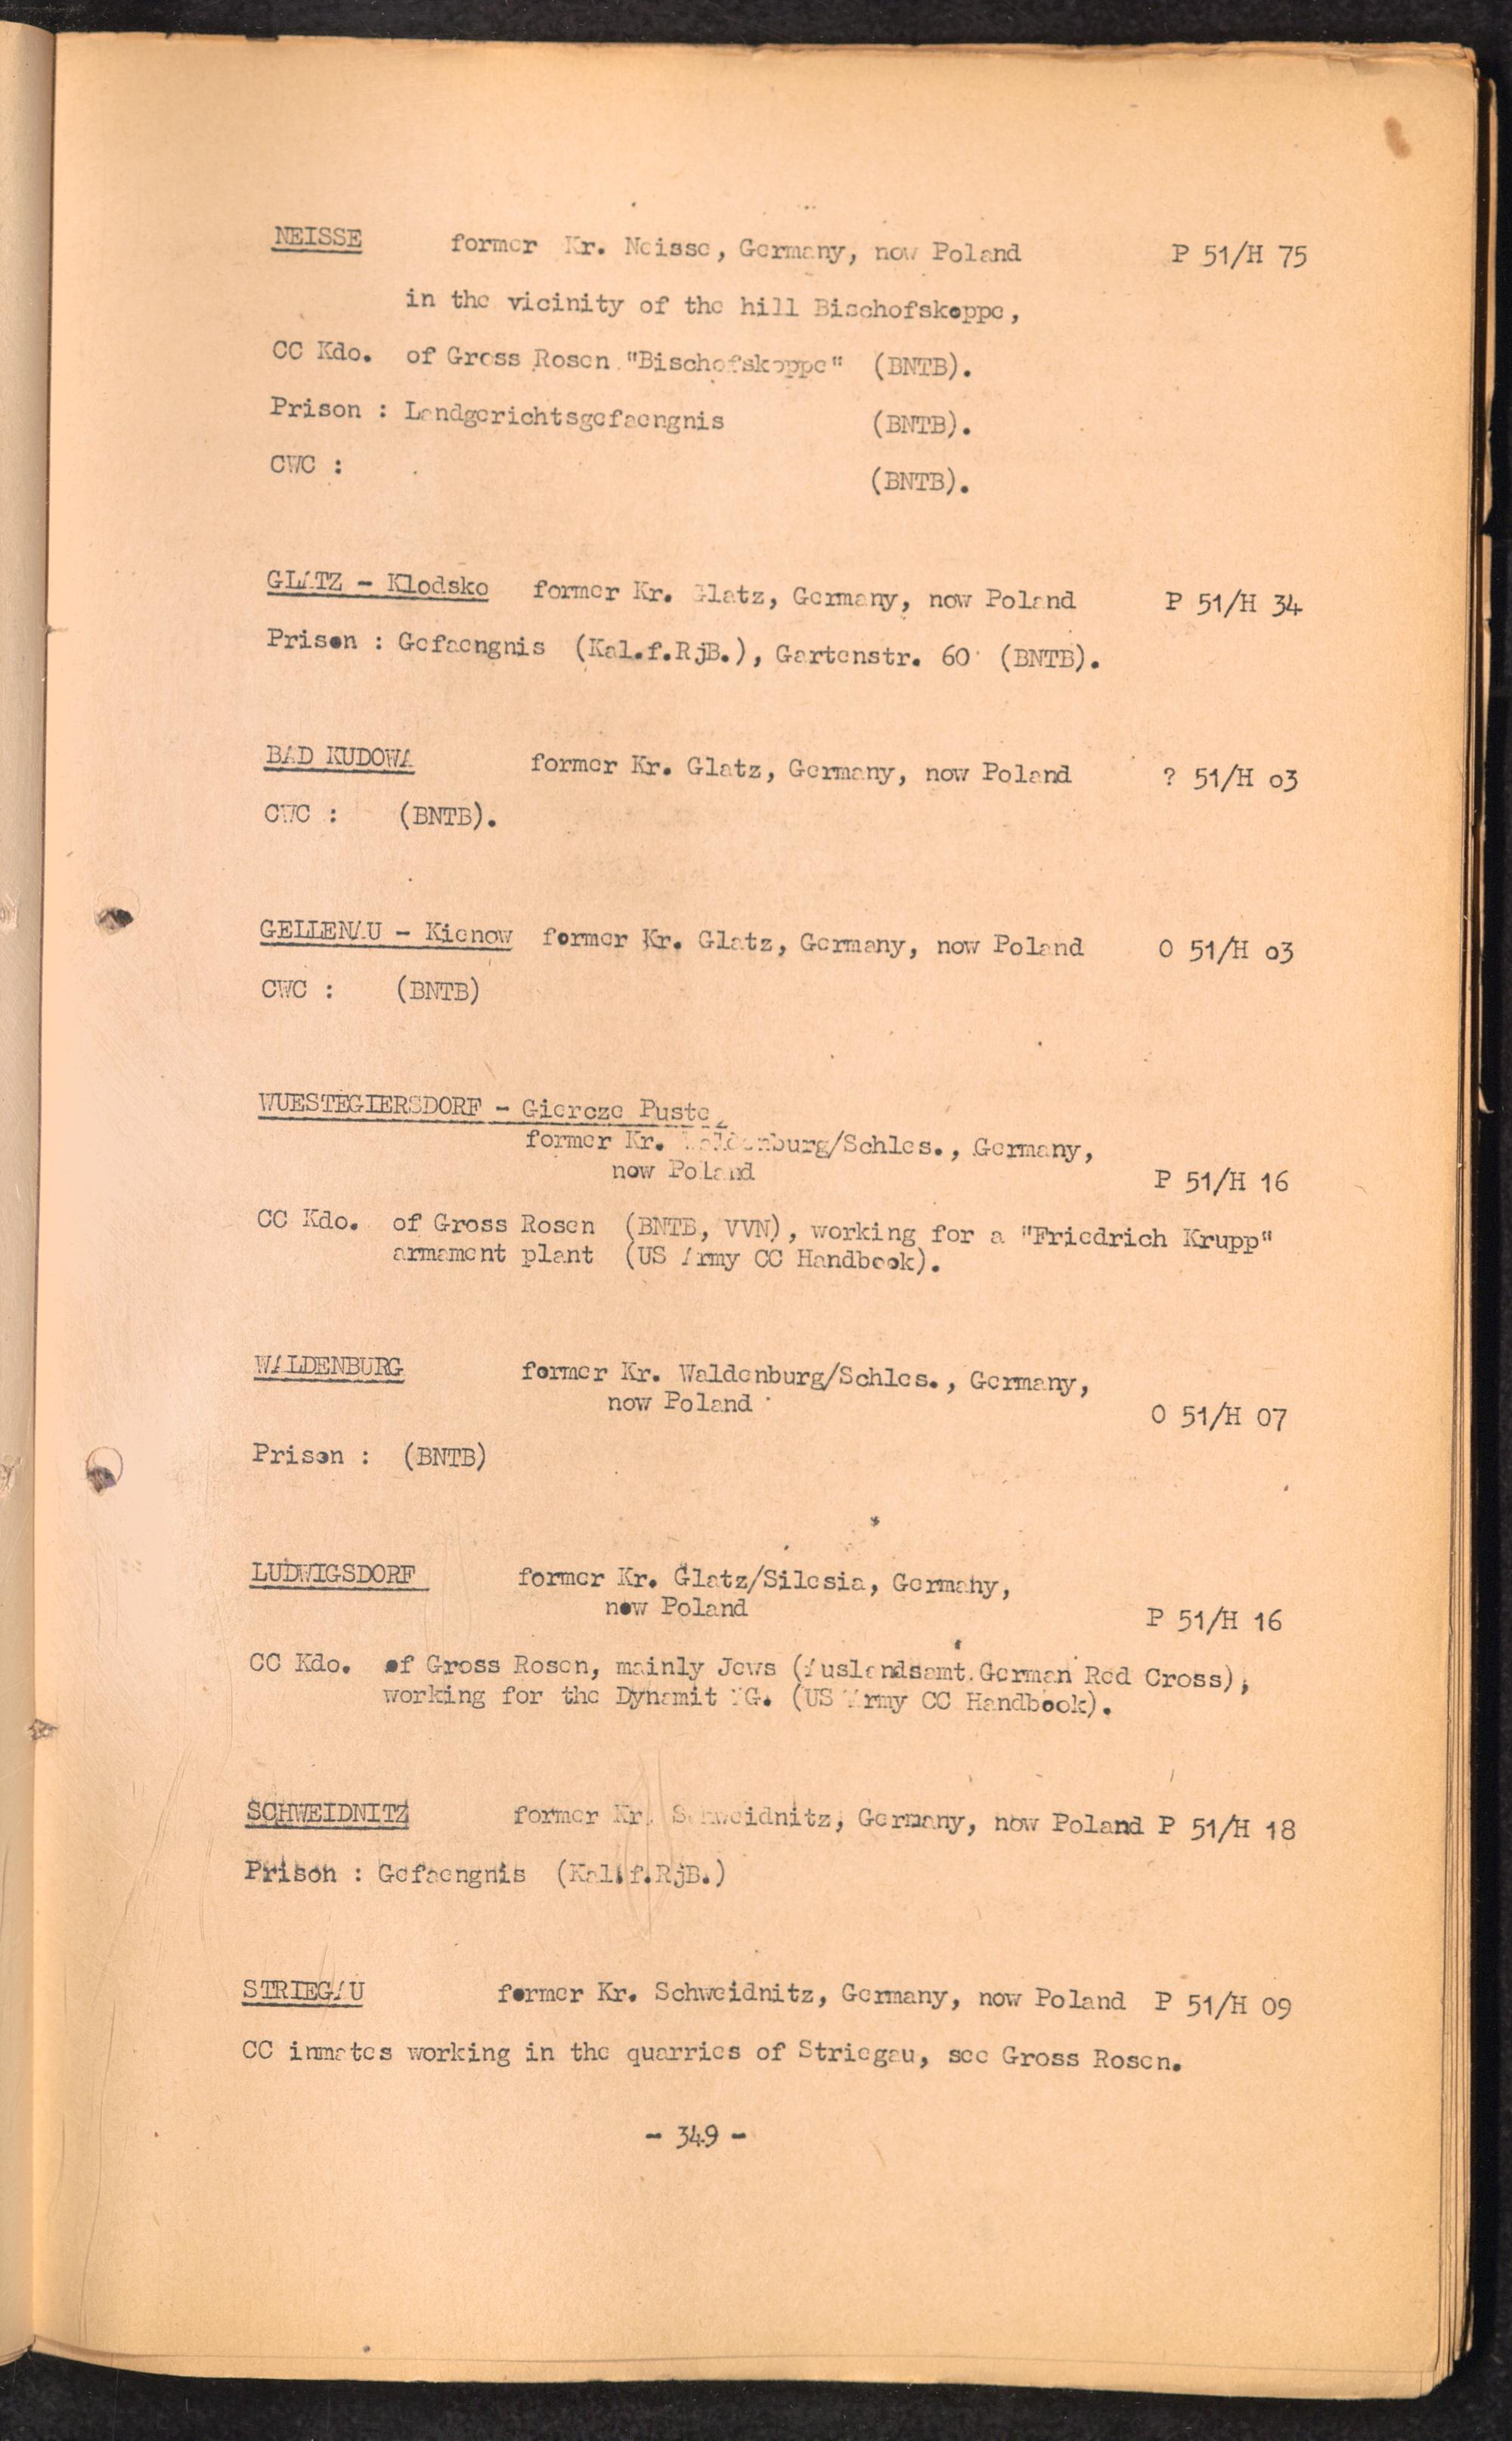 NEISSE former Kr. Neisse, Germany, now Poland P 51/H 75
in the vicinity of the hill Bischofskoppe,
CC Kdo. of Gross Rosen "Bischofskoppe" (BNTB).
Prison : Landgerichtsgefaengnis (BNTB).
CWC : (BNTB).
GLATZ - Klodsko former Kr. Glatz, Germany, now Poland P 51/H 34
Prison : Gefaengnis (Kal.f.RjB.), Gartenstr. 60 (BNTB).
BAD KUDOWA former Kr. Glatz, Germany, now Poland ? 51/H o3
CWC : (BNTB).
GELLENAU - Kienow former Kr. Glatz, Germany, now Poland O 51/H o3
CWC : (BNTB)
WUESTEGIERSDORF - Giercze Puste,
former Kr. Waldenburg/Schles., Germany,
now Poland P 51/H 16
CC Kdo. of Gross Rosen (BNTB, VVN), working for a "Friedrich Krupp"
armament plant (US Army CC Handbook).
WALDENBURG former Kr. Waldenburg/Schles., Germany,
now Poland O 51/H 07
Prison : (BNTB)
LUDWIGSDORF former Kr. Glatz/Silesia, Germany,
now Poland P 51/H 16
CC Kdo. of Gross Rosen, mainly Jews (Auslandsamt.German Red Cross),
working for the Dynamit AG. (US Army CC Handbook).
SCHWEIDNITZ former Kr. Schweidnitz, Germany, now Poland P 51/H 18
Prison : Gefaengnis (Kal.f.RjB.)
STRIEGAU former Kr. Schweidnitz, Germany, now Poland P 51/H 09
CC inmates working in the quarries of Striegau, see Gross Rosen.
- 349 -